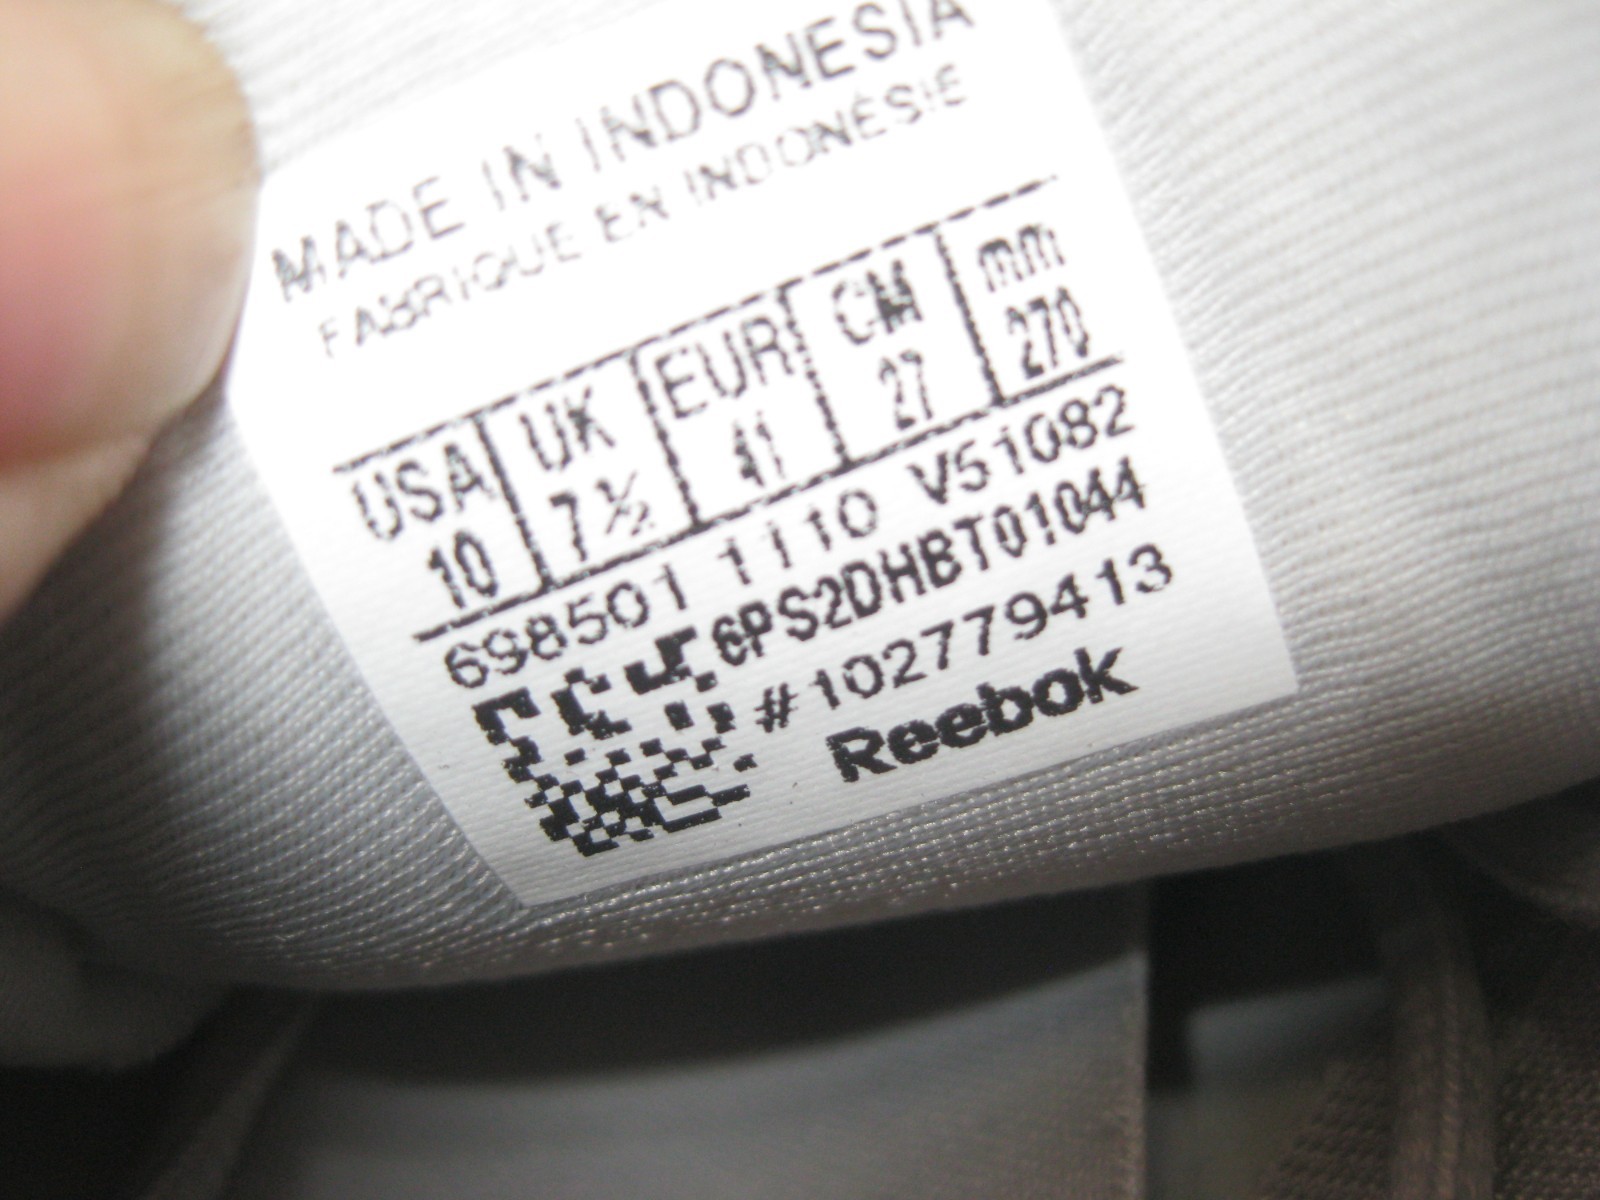 MADE IN INDONESIA
FABRIQUE EN INDONÉSIE
USA UK EUR CM mm
10 7½ 41 27 270
698501 1110 V51082
6PS2DHBT01044
#102779413
Reebok